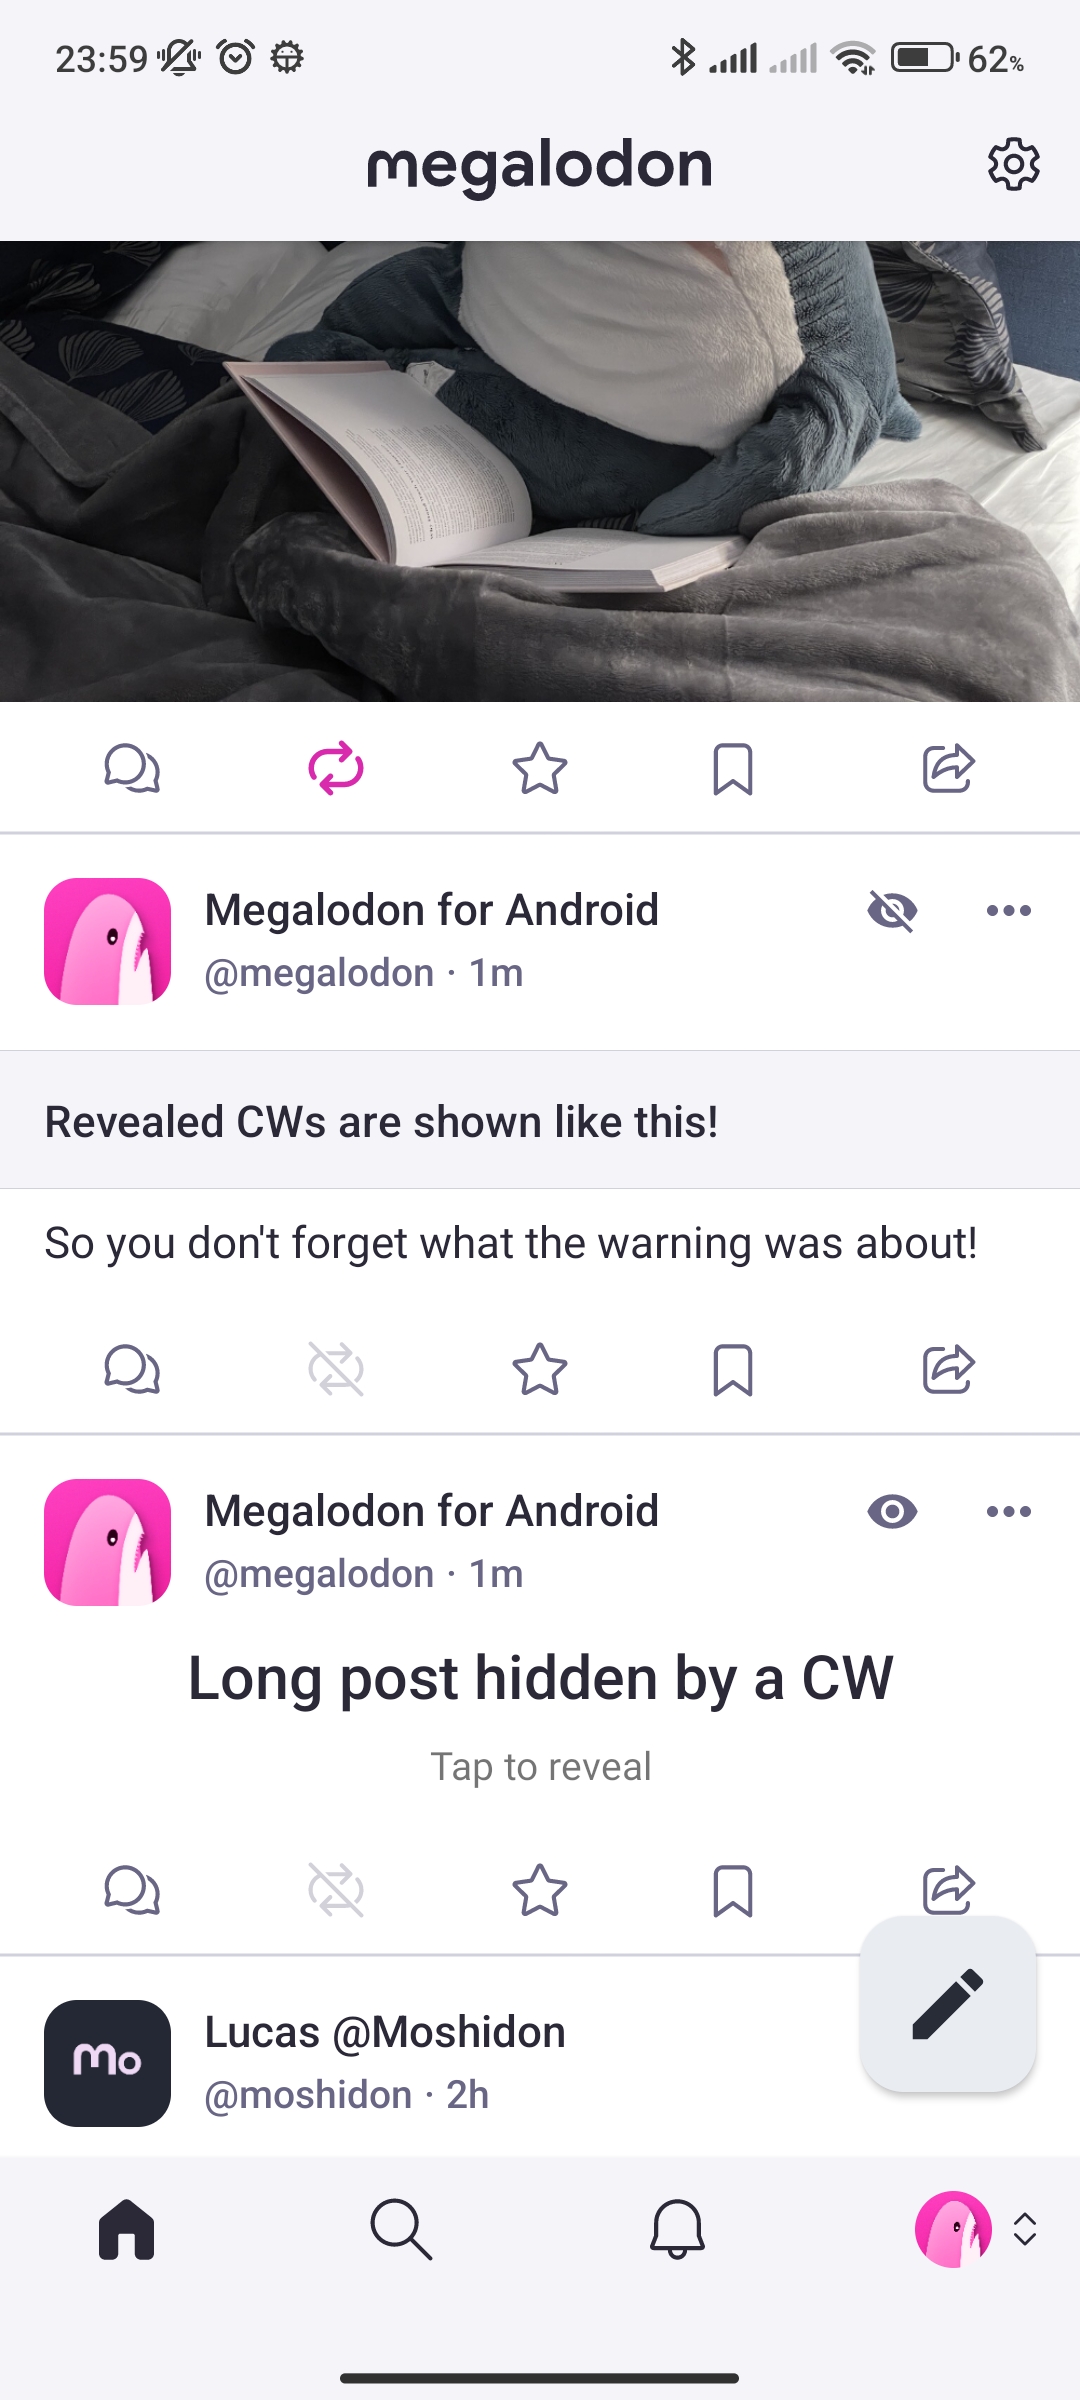 23:59
62%
megalodon
Megalodon for Android
@megalodon · 1m
Revealed CWs are shown like this!
So you don't forget what the warning was about!
Megalodon for Android
@megalodon · 1m
Long post hidden by a CW
Tap to reveal
mo
Lucas @Moshidon
@moshidon · 2h